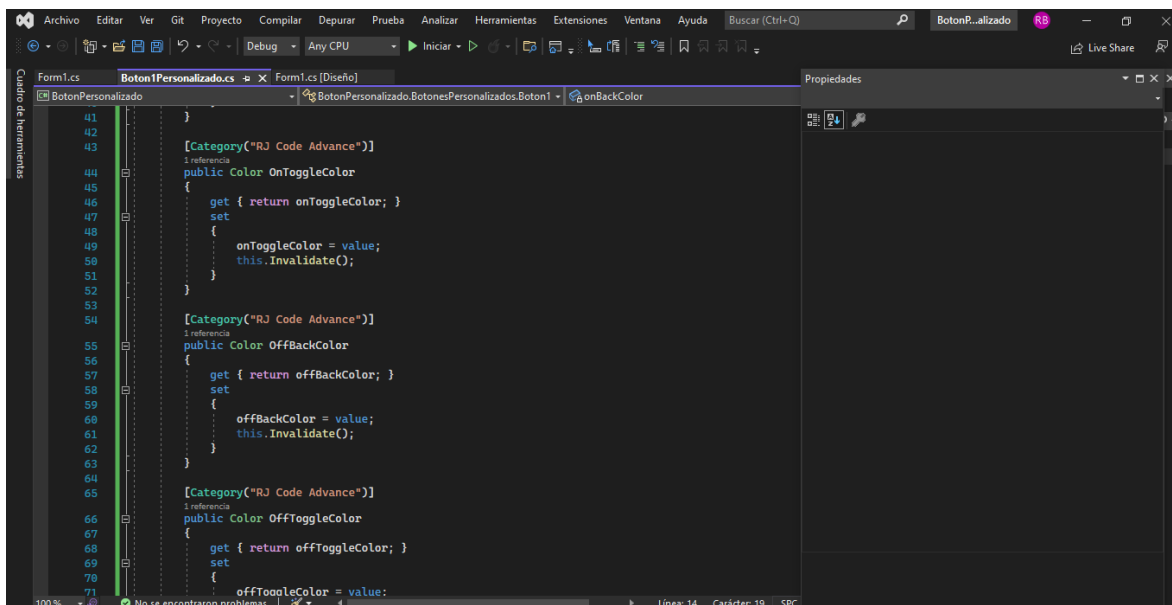 Archivo Editar Ver Git Proyecto Compilar Depurar Prueba Analizar Herramientas Extensiones Ventana Ayuda Buscar (Ctrl+Q) BotonP...alizado RB
Debug Any CPU Iniciar Live Share
Cuadro de herramientas
Form1.cs Boton1Personalizado.cs Form1.cs [Diseño] Propiedades
BotonPersonalizado BotonPersonalizado.BotonesPersonalizados.Boton1 onBackColor
41 }
42
43 [Category("RJ Code Advance")]
1 referencia
44 public Color OnToggleColor
45 {
46 get { return onToggleColor; }
47 set
48 {
49 onToggleColor = value;
50 this.Invalidate();
51 }
52 }
53
54 [Category("RJ Code Advance")]
1 referencia
55 public Color OffBackColor
56 {
57 get { return offBackColor; }
58 set
59 {
60 offBackColor = value;
61 this.Invalidate();
62 }
63 }
64
65 [Category("RJ Code Advance")]
1 referencia
66 public Color OffToggleColor
67 {
68 get { return offToggleColor; }
69 set
70 {
71 offToggleColor = value;
100 % No se encontraron problemas Línea: 14 Carácter: 19 SPC